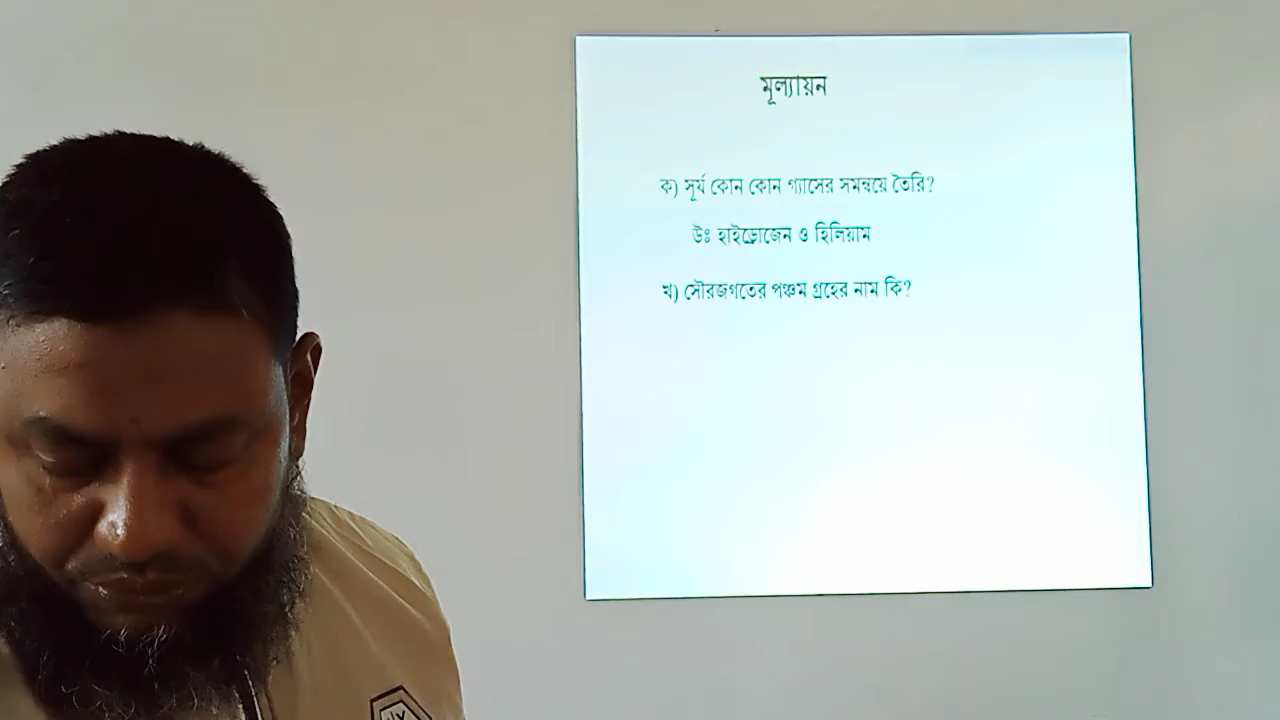 মূল্যায়ন
ক) সূর্য কোন কোন গ্যাসের সমন্বয়ে তৈরি?
উঃ হাইড্রোজেন ও হিলিয়াম
খ) সৌরজগতের পঞ্চম গ্রহের নাম কি?